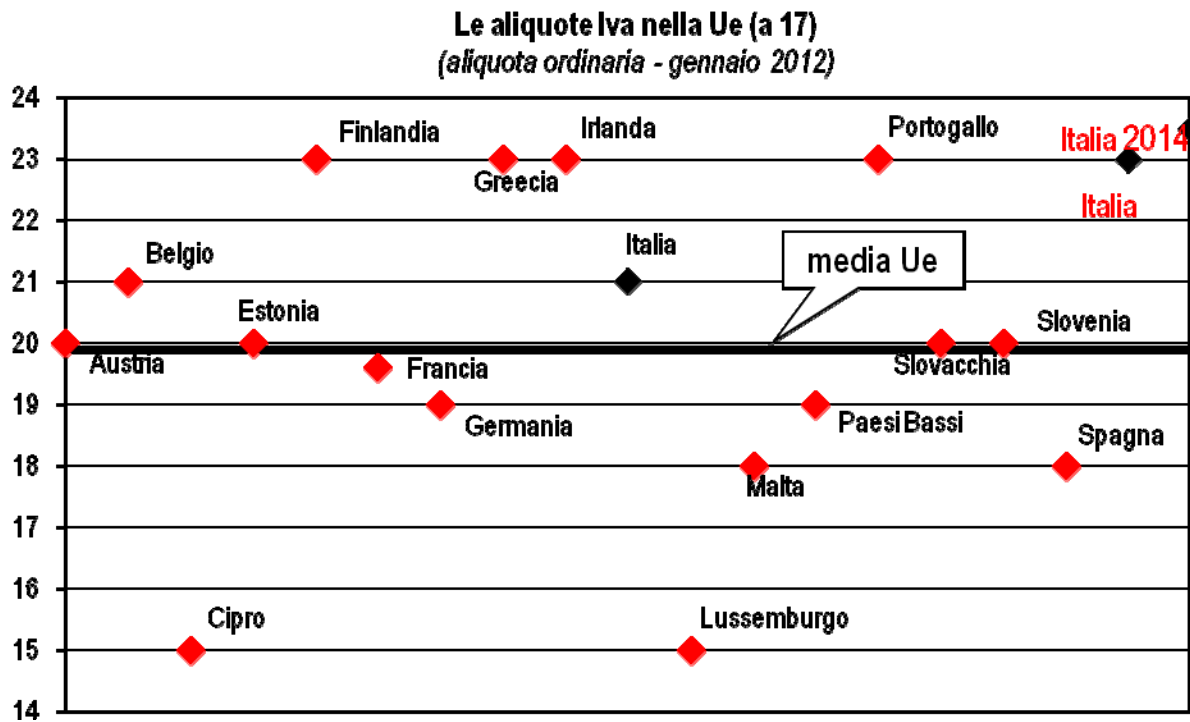 Le aliquote Iva nella Ue (a 17)
(aliquota ordinaria - gennaio 2012)
24
23
22
21
20
19
18
17
16
15
14
Finlandia
Irlanda
Portogallo
Italia 2014
Greecia
Italia
Belgio
Italia
media Ue
Estonia
Slovenia
Austria
Francia
Slovacchia
Germania
Paesi Bassi
Spagna
Malta
Cipro
Lussemburgo